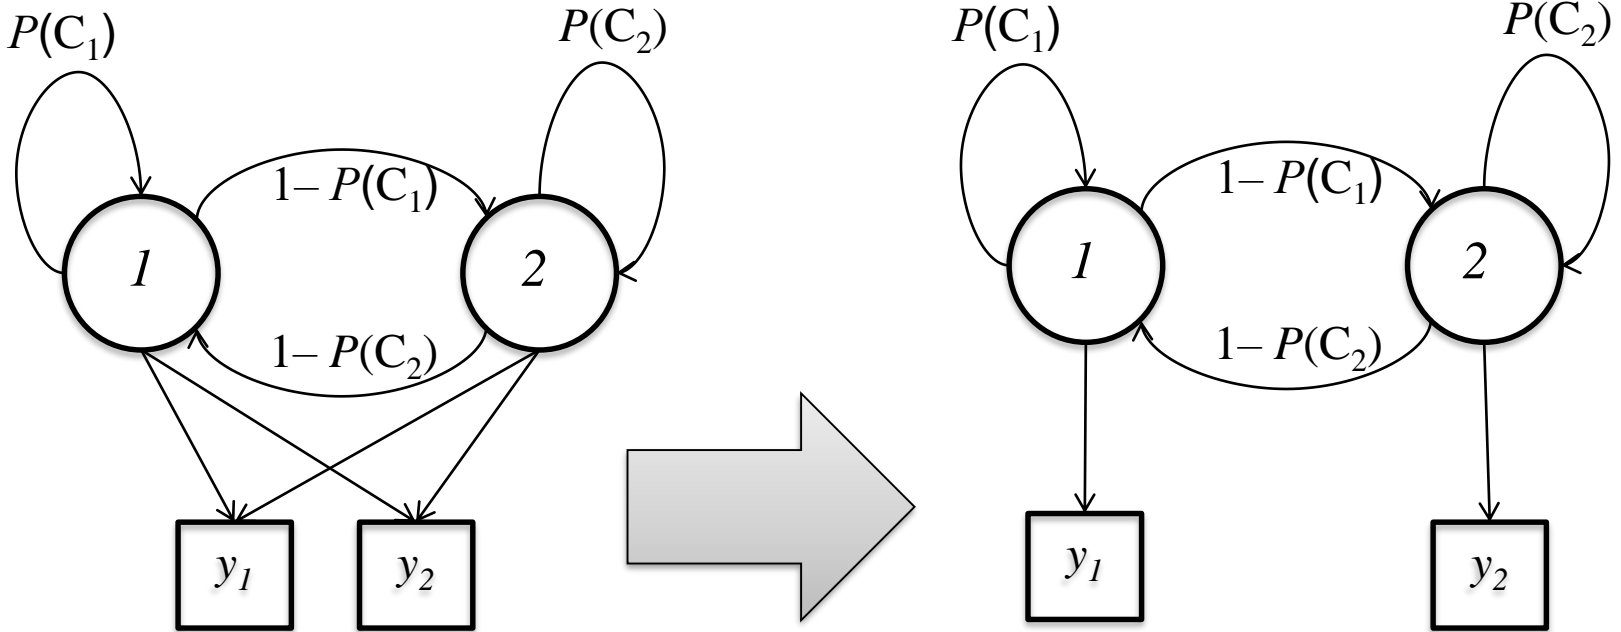 P(C₁)
P(C₂)
1– P(C₁)
1
2
1– P(C₂)
y₁
y₂
P(C₁)
P(C₂)
1– P(C₁)
1
2
1– P(C₂)
y₁
y₂